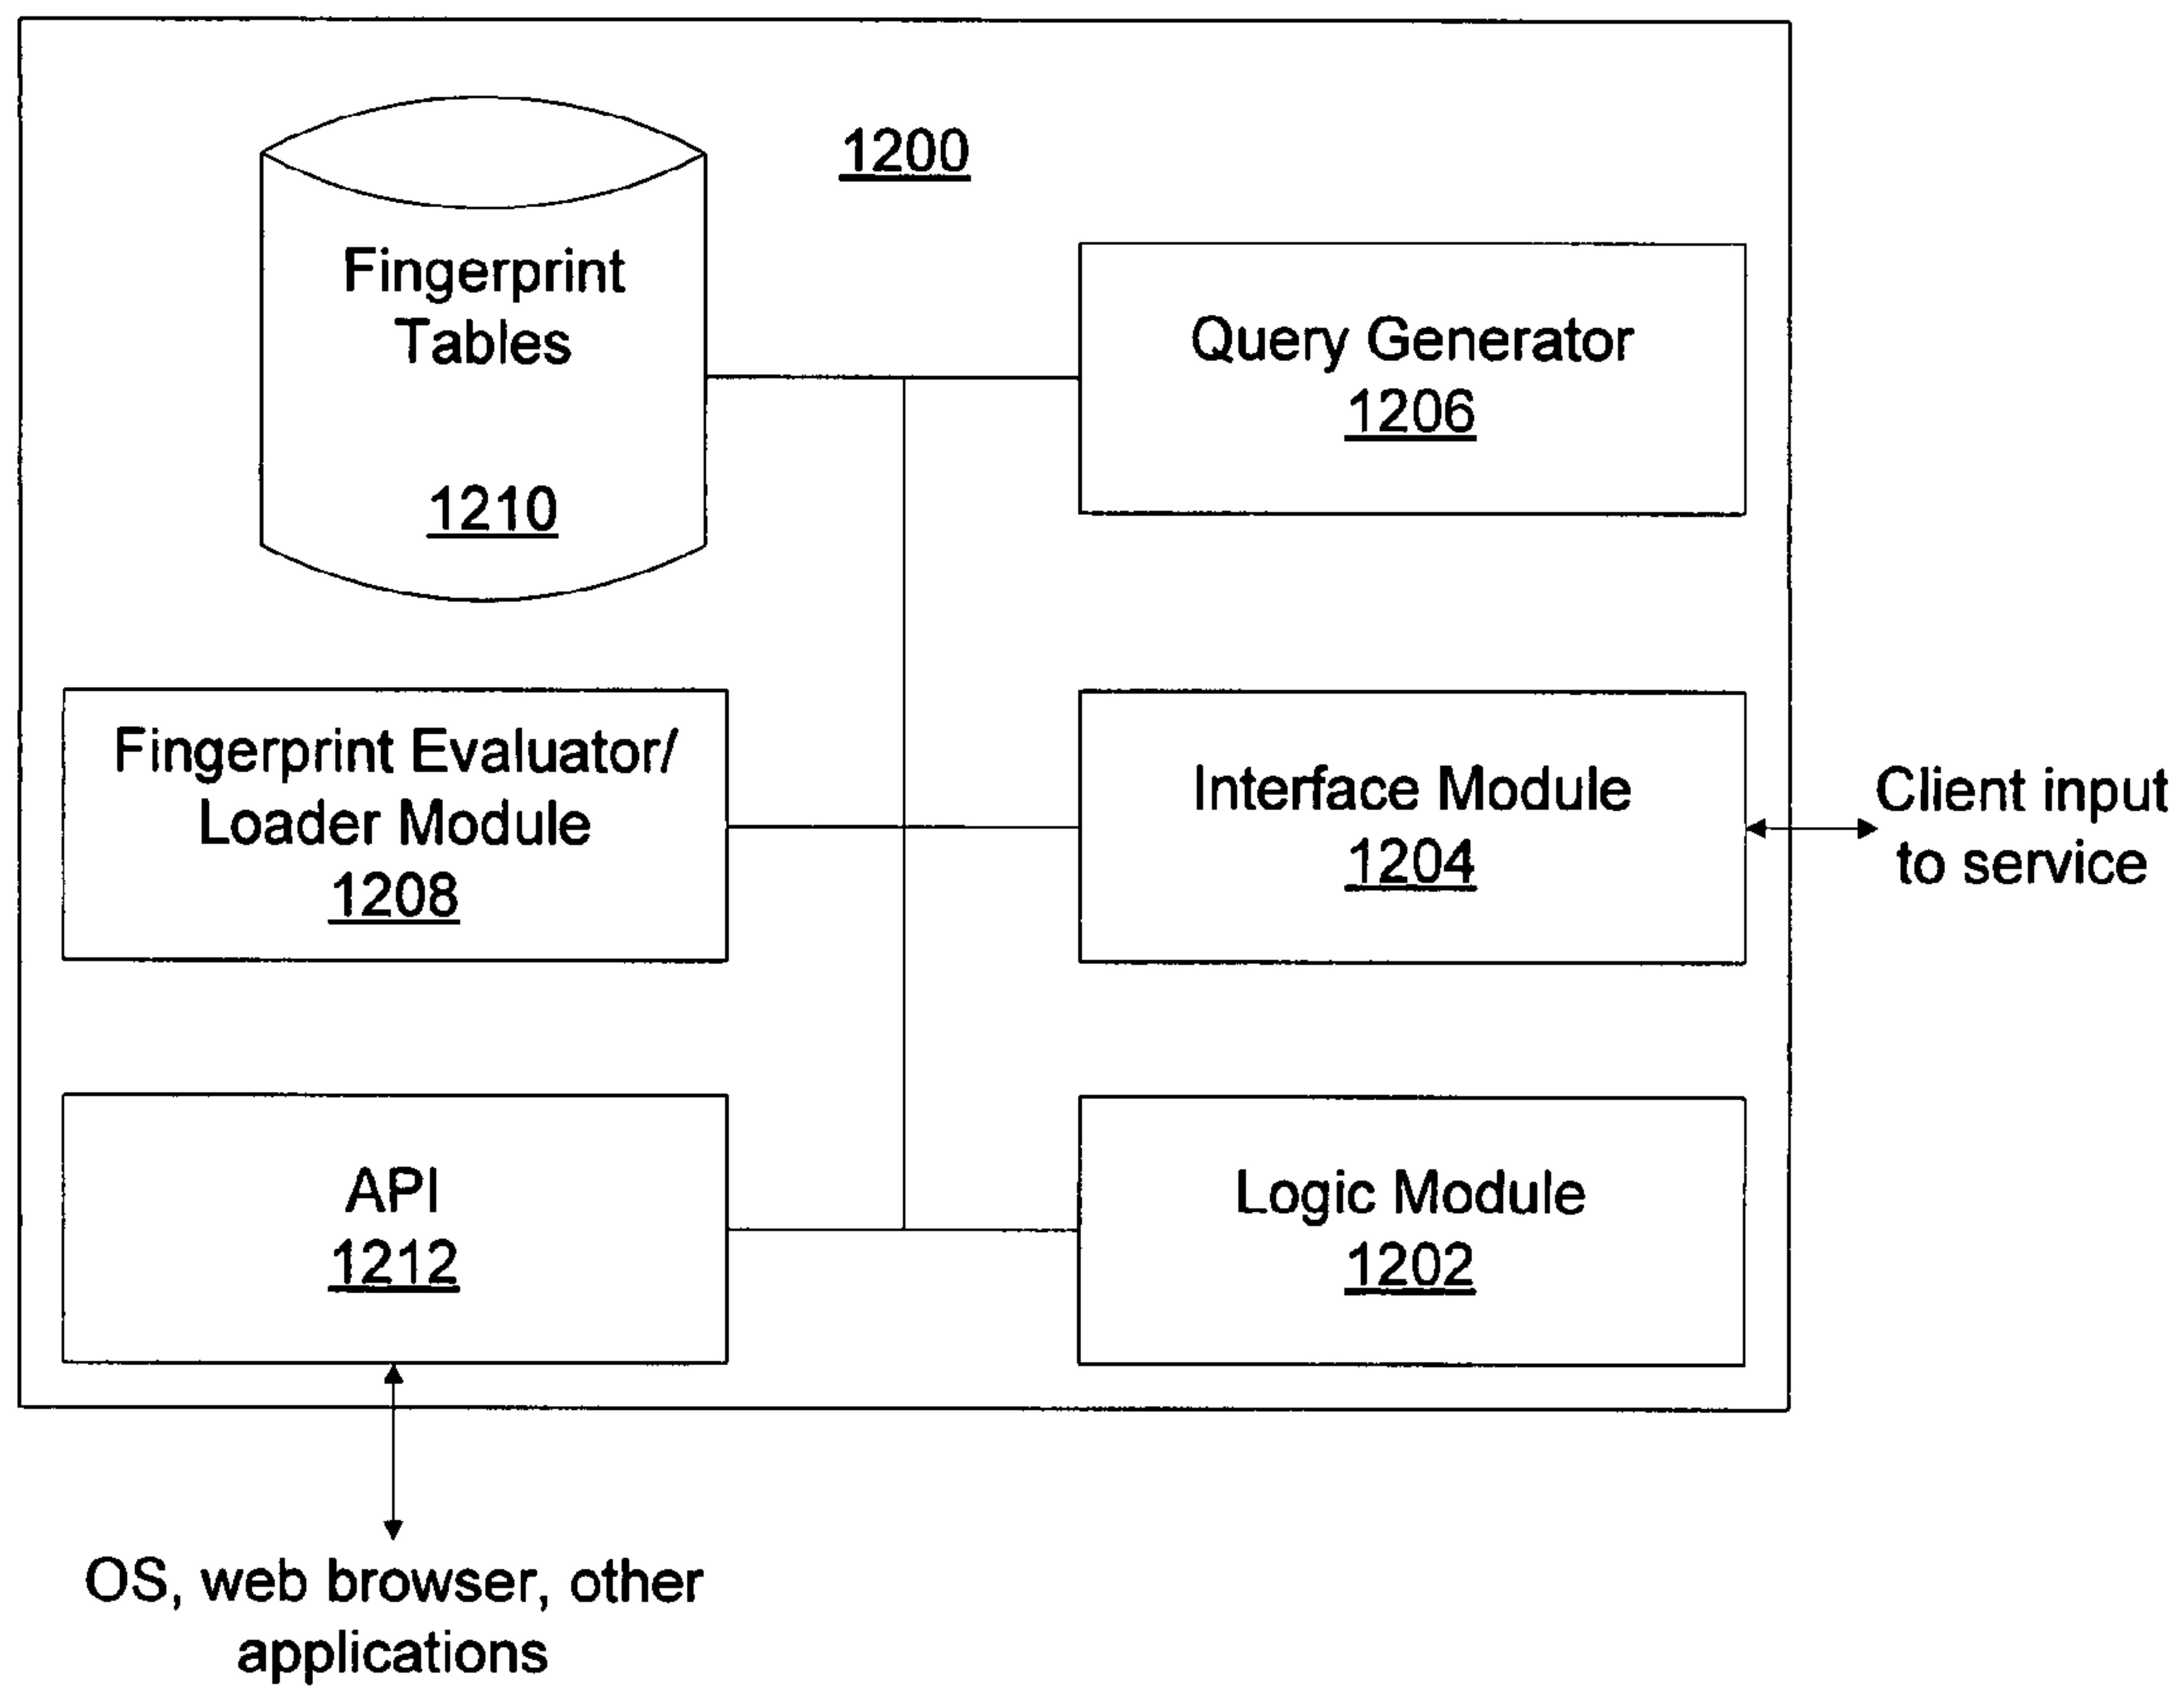 1200
Fingerprint
Tables
1210
Query Generator
1206
Fingerprint Evaluator/
Loader Module
1208
Interface Module
1204
Client input
to service
API
1212
Logic Module
1202
OS, web browser, other
applications